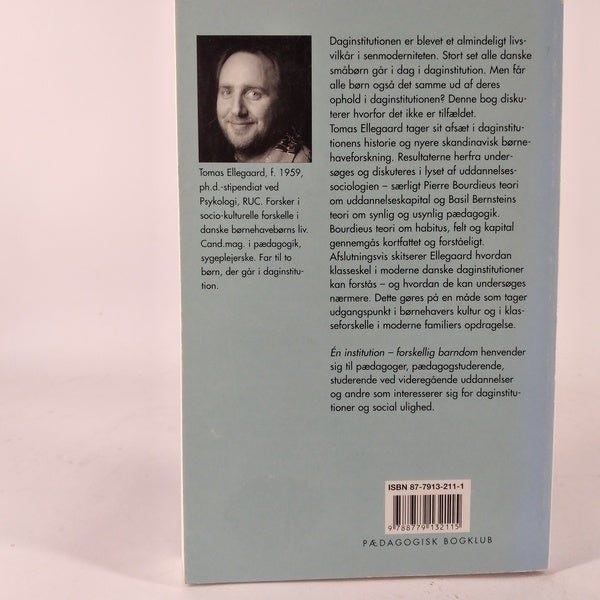 Tomas Ellegaard, f. 1959,
ph.d.-stipendiat ved
Psykologi, RUC. Forsker i
socio-kulturelle forskelle i
danske børnehavebørns liv.
Cand.mag. i pædagogik,
sygeplejerske. Far til to
børn, der går i daginstitu-
tion.
Daginstitutionen er blevet et almindeligt livs-
vilkår i senmoderniteten. Stort set alle danske
småbørn går i dag i daginstitution. Men får
alle børn også det samme ud af deres
ophold i daginstitutionen? Denne bog disku-
terer hvorfor det ikke er tilfældet.
Tomas Ellegaard tager sit afsæt i daginstitu-
tionens historie og nyere skandinavisk børne-
haveforskning. Resultaterne herfra under-
søges og diskuteres i lyset af uddannelses-
sociologien – særligt Pierre Bourdieus teori
om uddannelseskapital og Basil Bernsteins
teori om synlig og usynlig pædagogik.
Bourdieus teori om habitus, felt og kapital
gennemgås kortfattet og forståeligt.
Afslutningsvis skitserer Ellegaard hvordan
klasseskel i moderne danske daginstitutioner
kan forstås – og hvordan de kan undersøges
nærmere. Dette gøres på en måde som tager
udgangspunkt i børnehavers kultur og i klas-
seforskelle i moderne familiers opdragelse.
Én institution – forskellig barndom henvender
sig til pædagoger, pædagogstuderende,
studerende ved videregående uddannelser
og andre som interesserer sig for daginstitu-
tioner og social ulighed.
ISBN 87-7913-211-1
9 788779 132115
PÆDAGOGISK BOGKLUB